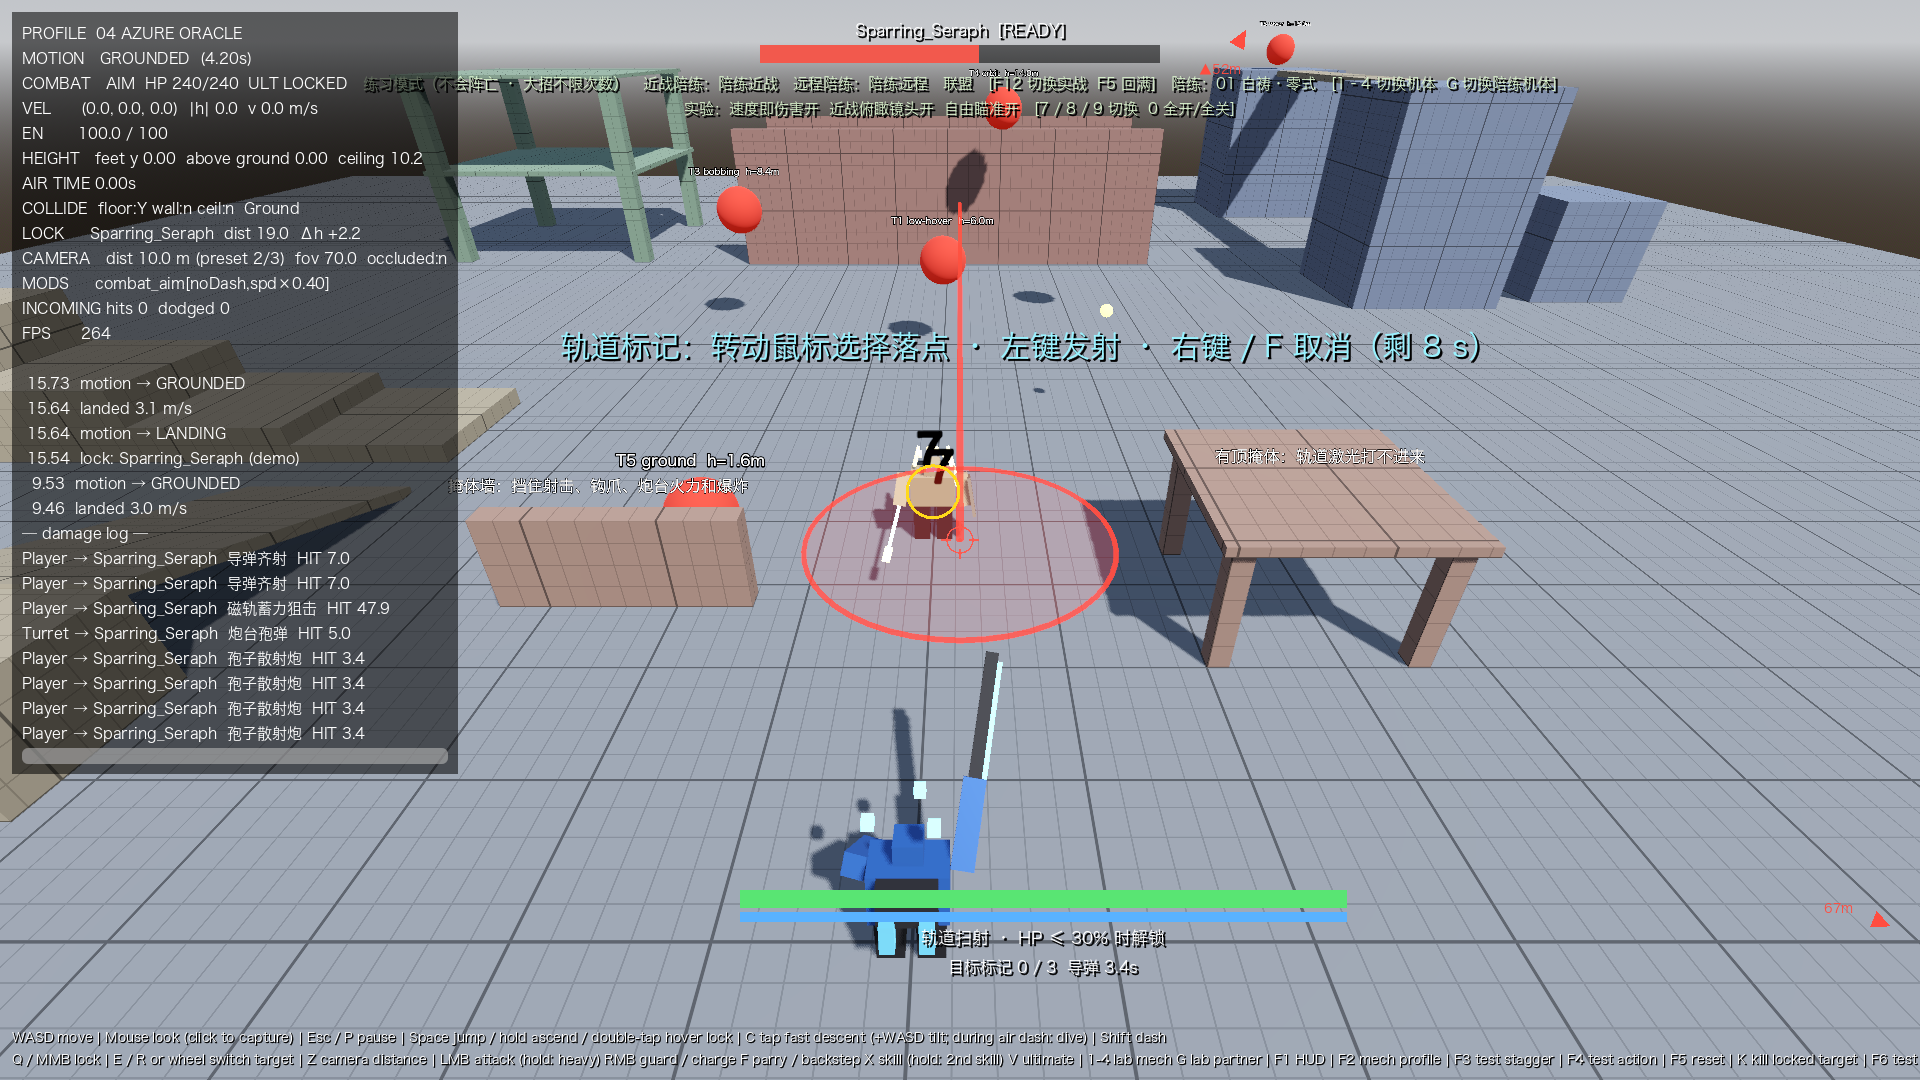 PROFILE 04 AZURE ORACLE
MOTION GROUNDED (4.20s)
COMBAT AIM HP 240/240 ULT LOCKED
VEL (0.0, 0.0, 0.0) |h| 0.0 v 0.0 m/s
EN 100.0 / 100
HEIGHT feet y 0.00 above ground 0.00 ceiling 10.2
AIR TIME 0.00s
COLLIDE floor:Y wall:n ceil:n Ground
LOCK Sparring_Seraph dist 19.0 Δh +2.2
CAMERA dist 10.0 m (preset 2/3) fov 70.0 occluded:n
MODS combat_aim[noDash,spd×0.40]
INCOMING hits 0 dodged 0
FPS 264
15.73 motion → GROUNDED
15.64 landed 3.1 m/s
15.64 motion → LANDING
15.54 lock: Sparring_Seraph (demo)
9.53 motion → GROUNDED
9.46 landed 3.0 m/s
— damage log —
Player → Sparring_Seraph 导弹齐射 HIT 7.0
Player → Sparring_Seraph 导弹齐射 HIT 7.0
Player → Sparring_Seraph 磁轨蓄力狙击 HIT 47.9
Turret → Sparring_Seraph 炮台孢弹 HIT 5.0
Player → Sparring_Seraph 孢子散射炮 HIT 3.4
Player → Sparring_Seraph 孢子散射炮 HIT 3.4
Player → Sparring_Seraph 孢子散射炮 HIT 3.4
Player → Sparring_Seraph 孢子散射炮 HIT 3.4
Sparring_Seraph [READY]
练习模式（不会阵亡 · 大招不限次数） 近战陪练：陪练近战 远程陪练：陪练远程 联盟 [F12 切换实战 F5 回满] 陪练：01 白祷·零式 [1-4 切换机体 G 切换陪练机体]
实验：速度即伤害开 近战俯瞰镜头开 自由瞄准开 [7 / 8 / 9 切换 0 全开/全关]
52m
T3 bobbing h=8.4m
T1 low-hover h=6.0m
轨道标记：转动鼠标选择落点 · 左键发射 · 右键 / F 取消（剩 8 s）
7
7
T5 ground h=1.6m
掩体墙：挡住射击、钩爪、炮台火力和爆炸
有顶掩体：轨道激光打不进来
67m
轨道扫射 · HP ≤ 30% 时解锁
目标标记 0 / 3 导弹 3.4s
WASD move | Mouse look (click to capture) | Esc / P pause | Space jump / hold ascend / double-tap hover lock | C tap fast descent (+WASD tilt; during air dash: dive) | Shift dash
Q / MMB lock | E / R or wheel switch target | Z camera distance | LMB attack (hold: heavy) RMB guard / charge F parry / backstep X skill (hold: 2nd skill) V ultimate | 1-4 lab mech G lab partner | F1 HUD | F2 mech profile | F3 test stagger | F4 test action | F5 reset | K kill locked target | F6 test